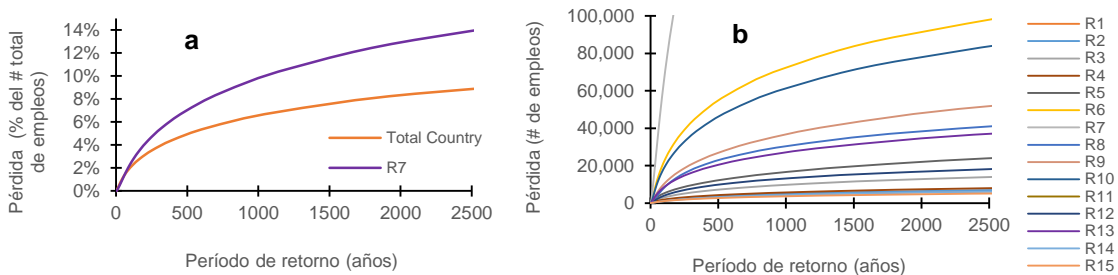 a
14%
12%
10%
8%
6%
4%
2%
0%
Pérdida (% del # total
de empleos)
0
500
1000
1500
2000
2500
Período de retorno (años)
Total Country
R7
b
100,000
80,000
60,000
40,000
20,000
0
Pérdida (# de empleos)
0
500
1000
1500
2000
2500
Período de retorno (años)
R1
R2
R3
R4
R5
R6
R7
R8
R9
R10
R11
R12
R13
R14
R15